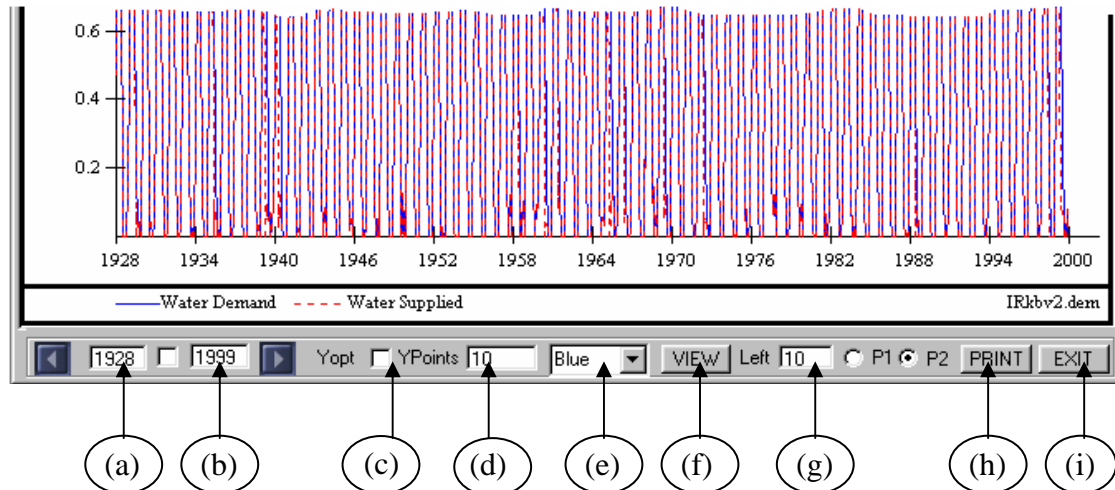 0.6
0.4
0.2
1928 1934 1940 1946 1952 1958 1964 1970 1976 1982 1988 1994 2000
Water Demand Water Supplied IRkbv2.dem
1928 1999 Yopt YPoints 10 Blue VIEW Left 10 P1 P2 PRINT EXIT
(a) (b) (c) (d) (e) (f) (g) (h) (i)